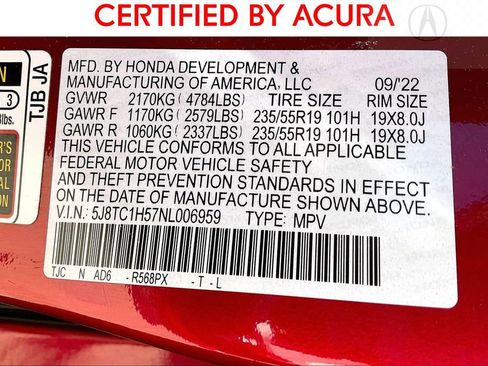 CERTIFIED BY ACURA
TJB JA
N
3
lbs.
MFD. BY HONDA DEVELOPMENT &
MANUFACTURING OF AMERICA, LLC 09/'22
GVWR 2170KG (4784LBS) TIRE SIZE RIM SIZE
GAWR F 1170KG (2579LBS) 235/55R19 101H 19X8.0J
GAWR R 1060KG (2337LBS) 235/55R19 101H 19X8.0J
THIS VEHICLE CONFORMS TO ALL APPLICABLE
FEDERAL MOTOR VEHICLE SAFETY
AND THEFT PREVENTION STANDARDS IN EFFECT
ON THE DATE OF MANUFACTURE SHOWN ABOVE.
V.I.N.: 5J8TC1H57NL006959 TYPE: MPV
TJC N AD6 -R568PX -T-L